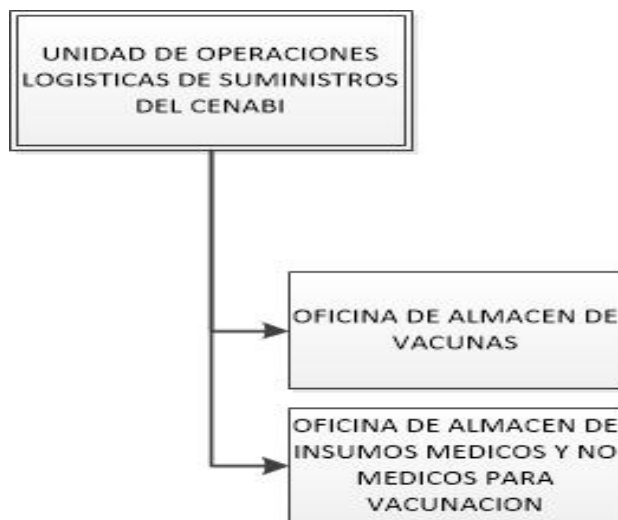 UNIDAD DE OPERACIONES
LOGISTICAS DE SUMINISTROS
DEL CENABI
OFICINA DE ALMACEN DE
VACUNAS
OFICINA DE ALMACEN DE
INSUMOS MEDICOS Y NO
MEDICOS PARA
VACUNACION